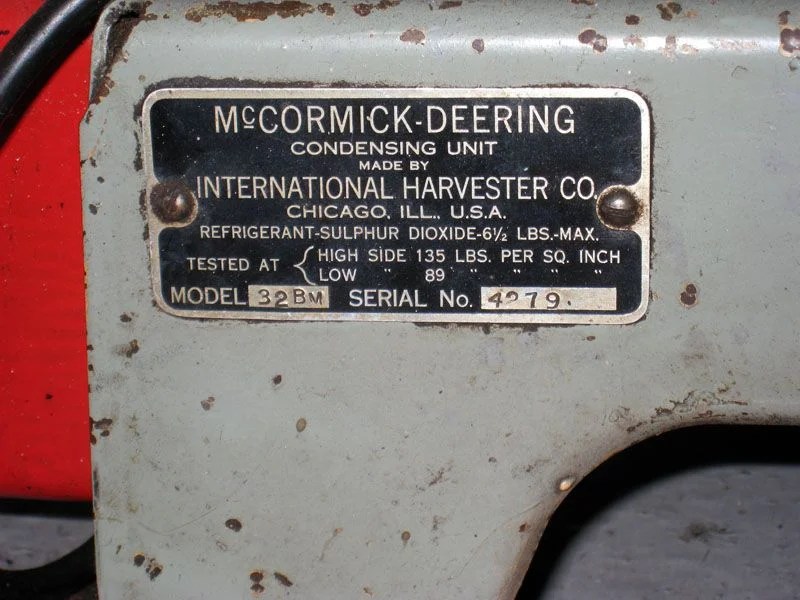 McCORMICK-DEERING
CONDENSING UNIT
MADE BY
INTERNATIONAL HARVESTER CO.
CHICAGO, ILL., U.S.A.
REFRIGERANT-SULPHUR DIOXIDE-6½ LBS.-MAX.
TESTED AT { HIGH SIDE 135 LBS. PER SQ. INCH
LOW " 89 " " " "
MODEL 32BM SERIAL No.